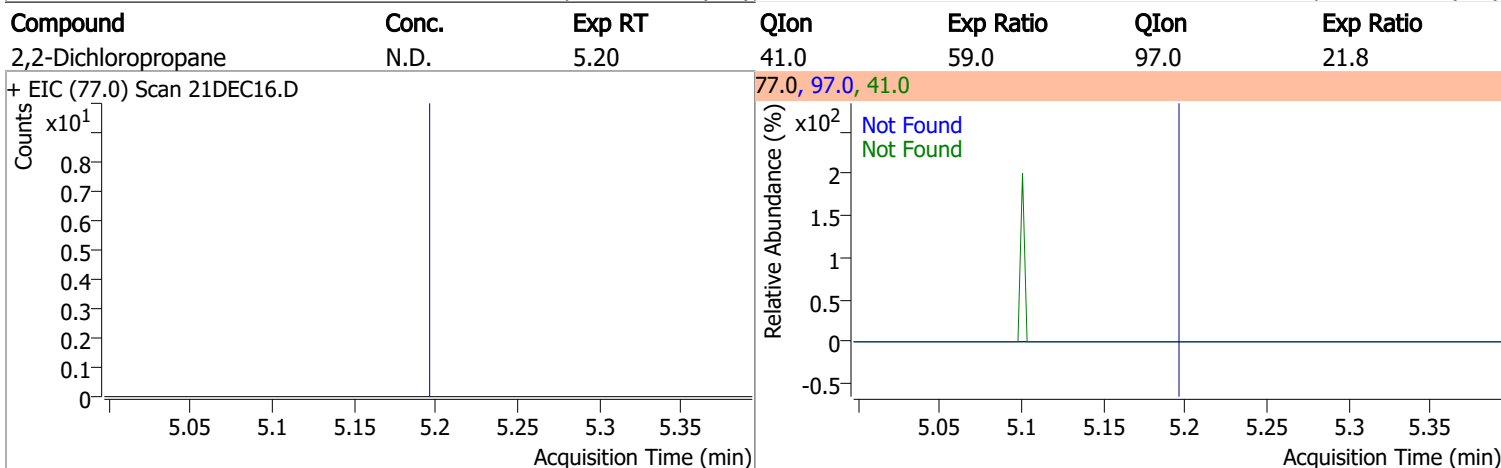 Compound Conc. Exp RT QIon Exp Ratio QIon Exp Ratio
2,2-Dichloropropane N.D. 5.20 41.0 59.0 97.0 21.8
+ EIC (77.0) Scan 21DEC16.D
Counts
x10¹
0.8
0.7
0.6
0.5
0.4
0.3
0.2
0.1
0
5.05 5.1 5.15 5.2 5.25 5.3 5.35
Acquisition Time (min)
77.0, 97.0, 41.0
Relative Abundance (%)
x10²
Not Found
Not Found
2
1.5
1
0.5
0
-0.5
5.05 5.1 5.15 5.2 5.25 5.3 5.35
Acquisition Time (min)